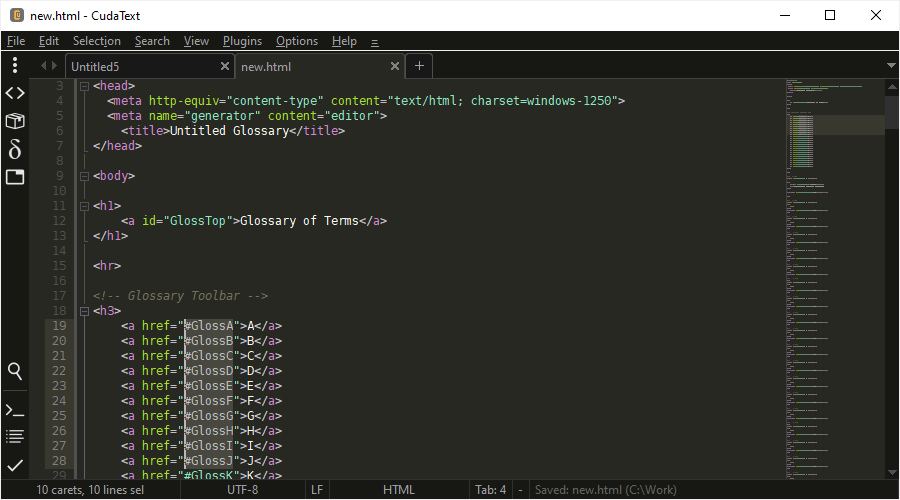 new.html - CudaText
File Edit Selection Search View Plugins Options Help ≡
Untitled5 new.html
3 <head>
4 <meta http-equiv="content-type" content="text/html; charset=windows-1250">
5 <meta name="generator" content="editor">
6 <title>Untitled Glossary</title>
7 </head>
8
9 <body>
10
11 <h1>
12 <a id="GlossTop">Glossary of Terms</a>
13 </h1>
14
15 <hr>
16
17 <!-- Glossary Toolbar -->
18 <h3>
19 <a href="#GlossA">A</a>
20 <a href="#GlossB">B</a>
21 <a href="#GlossC">C</a>
22 <a href="#GlossD">D</a>
23 <a href="#GlossE">E</a>
24 <a href="#GlossF">F</a>
25 <a href="#GlossG">G</a>
26 <a href="#GlossH">H</a>
27 <a href="#GlossI">I</a>
28 <a href="#GlossJ">J</a>
29 <a href="#GlossK">K</a>
10 carets, 10 lines sel UTF-8 LF HTML Tab: 4 - Saved: new.html (C:\Work)